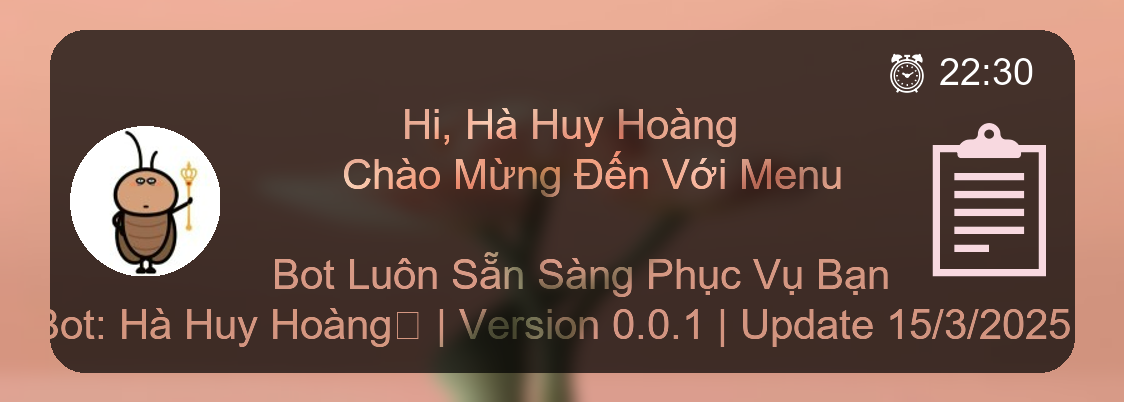 22:30
Hi, Hà Huy Hoàng
Chào Mừng Đến Với Menu
Bot Luôn Sẵn Sàng Phục Vụ Bạn
Bot: Hà Huy Hoàng□ | Version 0.0.1 | Update 15/3/2025